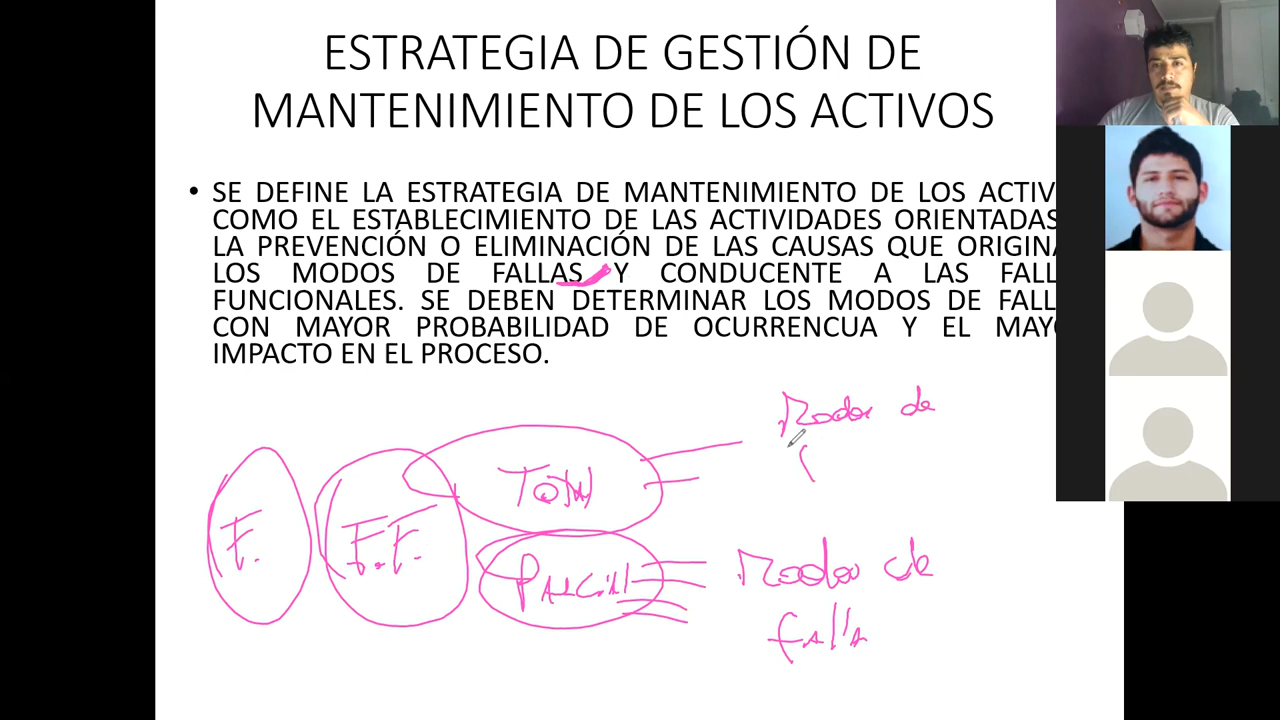 ESTRATEGIA DE GESTIÓN DE
MANTENIMIENTO DE LOS ACTIVOS
• SE DEFINE LA ESTRATEGIA DE MANTENIMIENTO DE LOS ACTIV
COMO EL ESTABLECIMIENTO DE LAS ACTIVIDADES ORIENTADAS
LA PREVENCIÓN O ELIMINACIÓN DE LAS CAUSAS QUE ORIGINA
LOS MODOS DE FALLAS Y CONDUCENTE A LAS FALL
FUNCIONALES. SE DEBEN DETERMINAR LOS MODOS DE FALL
CON MAYOR PROBABILIDAD DE OCURRENCUA Y EL MAYO
IMPACTO EN EL PROCESO.
Modos de
Total
F. F.F.
Parcial Modos de
falla